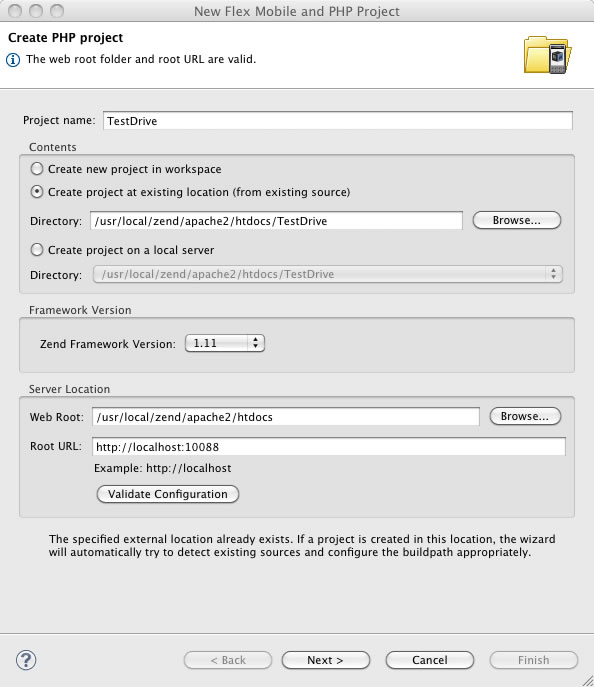 New Flex Mobile and PHP Project
Create PHP project
The web root folder and root URL are valid.
Project name: TestDrive
Contents
Create new project in workspace
Create project at existing location (from existing source)
Directory: /usr/local/zend/apache2/htdocs/TestDrive Browse...
Create project on a local server
Directory: /usr/local/zend/apache2/htdocs/TestDrive
Framework Version
Zend Framework Version: 1.11
Server Location
Web Root: /usr/local/zend/apache2/htdocs Browse...
Root URL: http://localhost:10088
Example: http://localhost
Validate Configuration
The specified external location already exists. If a project is created in this location, the wizard
will automatically try to detect existing sources and configure the buildpath appropriately.
? < Back Next > Cancel Finish